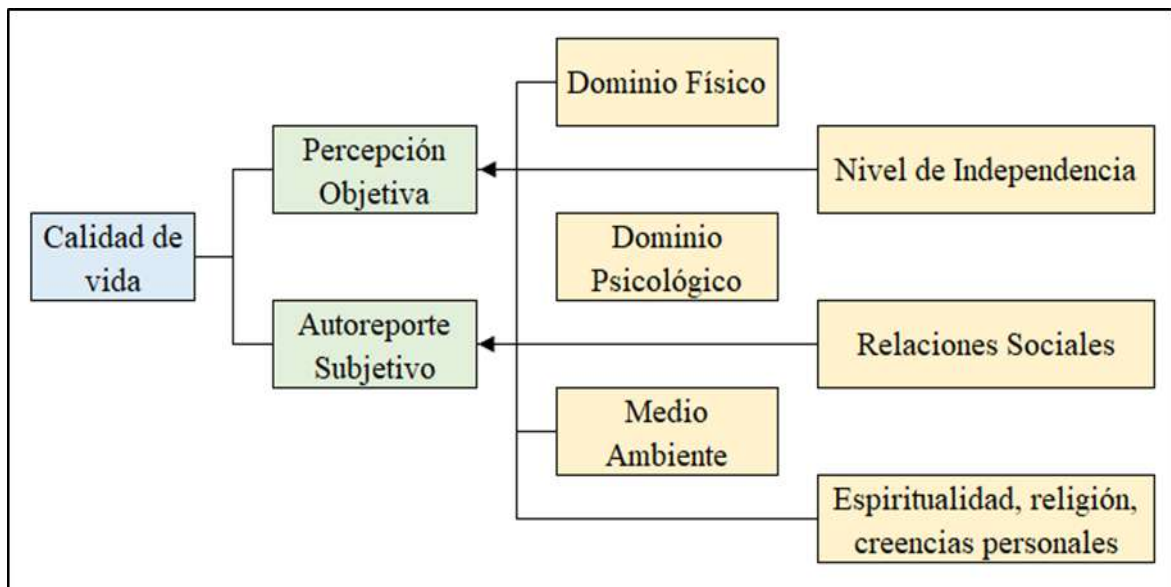 Dominio Físico
Percepción
Objetiva
Nivel de Independencia
Calidad de
vida
Dominio
Psicológico
Autoreporte
Subjetivo
Relaciones Sociales
Medio
Ambiente
Espiritualidad, religión,
creencias personales